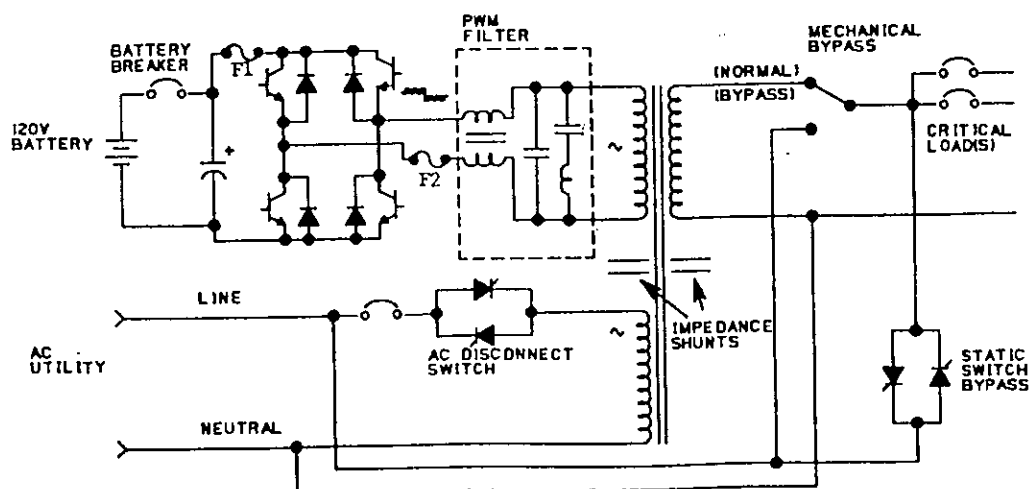 PWM
FILTER
MECHANICAL
BYPASS
BATTERY
BREAKER
F1
(NORMAL)
(BYPASS)
120V
BATTERY
+
~
CRITICAL
LOAD(S)
F2
LINE
~
IMPEDANCE
SHUNTS
AC
UTILITY
AC DISCONNECT
SWITCH
STATIC
SWITCH
BYPASS
NEUTRAL